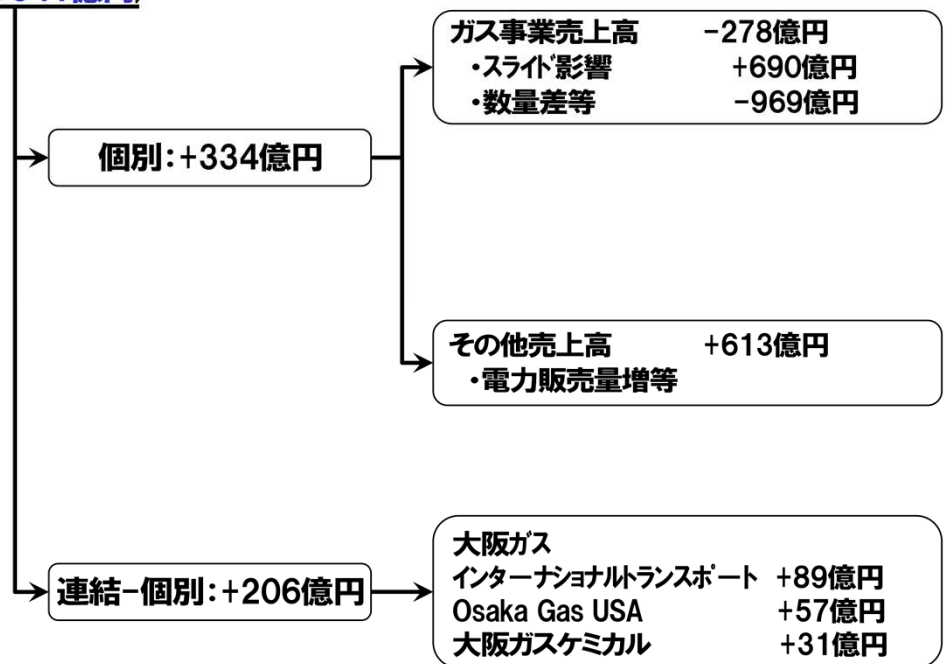 個別：+334億円
ガス事業売上高 -278億円
・スライド影響 +690億円
・数量差等 -969億円
その他売上高 +613億円
・電力販売量増等
連結-個別：+206億円
大阪ガス
インターナショナルトランスポート +89億円
Osaka Gas USA +57億円
大阪ガスケミカル +31億円